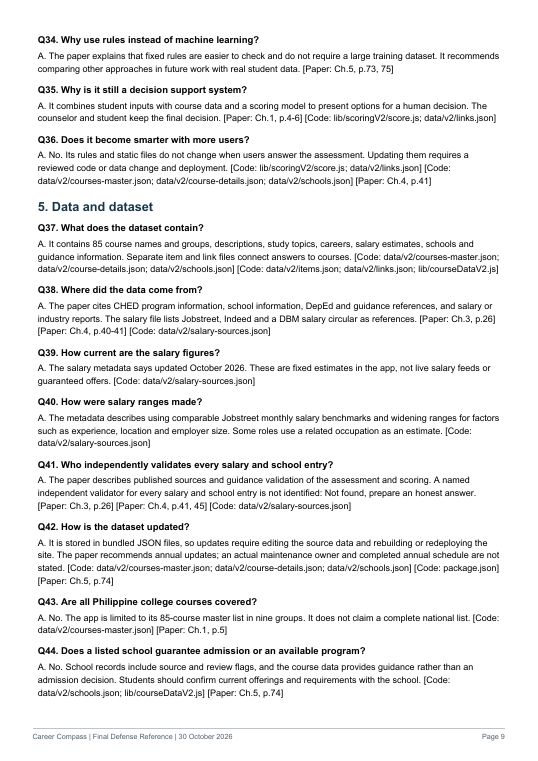 Q34. Why use rules instead of machine learning?
A. The paper explains that fixed rules are easier to check and do not require a large training dataset. It recommends
comparing other approaches in future work with real student data. [Paper: Ch.5, p.73, 75]
Q35. Why is it still a decision support system?
A. It combines student inputs with course data and a scoring model to present options for a human decision. The
counselor and student keep the final decision. [Paper: Ch.1, p.4-6] [Code: lib/scoringV2/score.js; data/v2/links.json]
Q36. Does it become smarter with more users?
A. No. Its rules and static files do not change when users answer the assessment. Updating them requires a
reviewed code or data change and deployment. [Code: lib/scoringV2/score.js; data/v2/links.json] [Code:
data/v2/courses-master.json; data/v2/course-details.json; data/v2/schools.json] [Paper: Ch.4, p.41]
5. Data and dataset
Q37. What does the dataset contain?
A. It contains 85 course names and groups, descriptions, study topics, careers, salary estimates, schools and
guidance information. Separate item and link files connect answers to courses. [Code: data/v2/courses-master.json;
data/v2/course-details.json; data/v2/schools.json] [Code: data/v2/items.json; data/v2/links.json; lib/courseDataV2.js]
Q38. Where did the data come from?
A. The paper cites CHED program information, school information, DepEd and guidance references, and salary or
industry reports. The salary file lists Jobstreet, Indeed and a DBM salary circular as references. [Paper: Ch.3, p.26]
[Paper: Ch.4, p.40-41] [Code: data/v2/salary-sources.json]
Q39. How current are the salary figures?
A. The salary metadata says updated October 2026. These are fixed estimates in the app, not live salary feeds or
guaranteed offers. [Code: data/v2/salary-sources.json]
Q40. How were salary ranges made?
A. The metadata describes using comparable Jobstreet monthly salary benchmarks and widening ranges for factors
such as experience, location and employer size. Some roles use a related occupation as an estimate. [Code:
data/v2/salary-sources.json]
Q41. Who independently validates every salary and school entry?
A. The paper describes published sources and guidance validation of the assessment and scoring. A named
independent validator for every salary and school entry is not identified: Not found, prepare an honest answer.
[Paper: Ch.3, p.26] [Paper: Ch.4, p.41, 45] [Code: data/v2/salary-sources.json]
Q42. How is the dataset updated?
A. It is stored in bundled JSON files, so updates require editing the source data and rebuilding or redeploying the
site. The paper recommends annual updates; an actual maintenance owner and completed annual schedule are not
stated. [Code: data/v2/courses-master.json; data/v2/course-details.json; data/v2/schools.json] [Code: package.json]
[Paper: Ch.5, p.74]
Q43. Are all Philippine college courses covered?
A. No. The app is limited to its 85-course master list in nine groups. It does not claim a complete national list. [Code:
data/v2/courses-master.json] [Paper: Ch.1, p.5]
Q44. Does a listed school guarantee admission or an available program?
A. No. School records include source and review flags, and the course data provides guidance rather than an
admission decision. Students should confirm current offerings and requirements with the school. [Code:
data/v2/schools.json; lib/courseDataV2.js] [Paper: Ch.5, p.74]
Career Compass | Final Defense Reference | 30 October 2026
Page 9